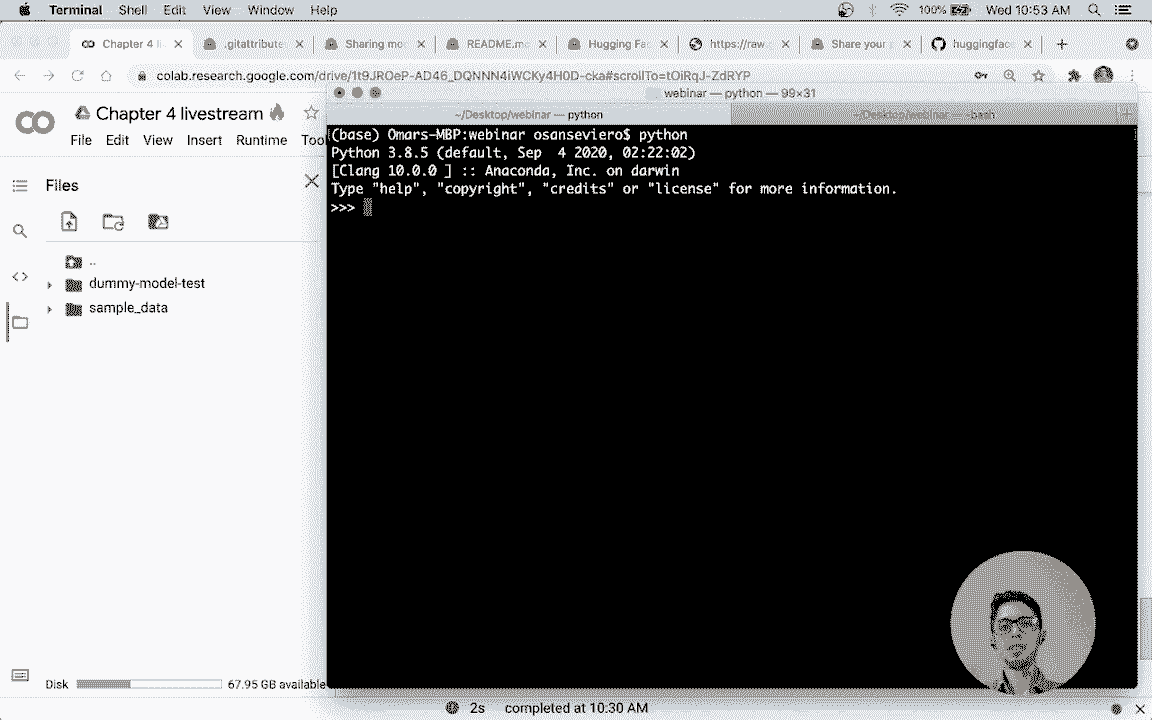 Terminal Shell Edit View Window Help 100% Wed 10:53 AM
Chapter 4 li .gitattribute Sharing mo README.m Hugging Fa https://raw. Share your huggingfac
colab.research.google.com/drive/1t9JROeP-AD46_DQNNN4iWCKy4H0D-cka#scrollTo=tOiRqJ-ZdRYP
webinar — python — 99×31
~/Desktop/webinar — python ~/Desktop/webinar — -bash
Chapter 4 livestream
File Edit View Insert Runtime Too
(base) Omars-MBP:webinar osanseviero$ python
Python 3.8.5 (default, Sep  4 2020, 02:22:02)
[Clang 10.0.0 ] :: Anaconda, Inc. on darwin
Type "help", "copyright", "credits" or "license" for more information.
>>>
Files
..
dummy-model-test
sample_data
Disk 67.95 GB available
2s completed at 10:30 AM